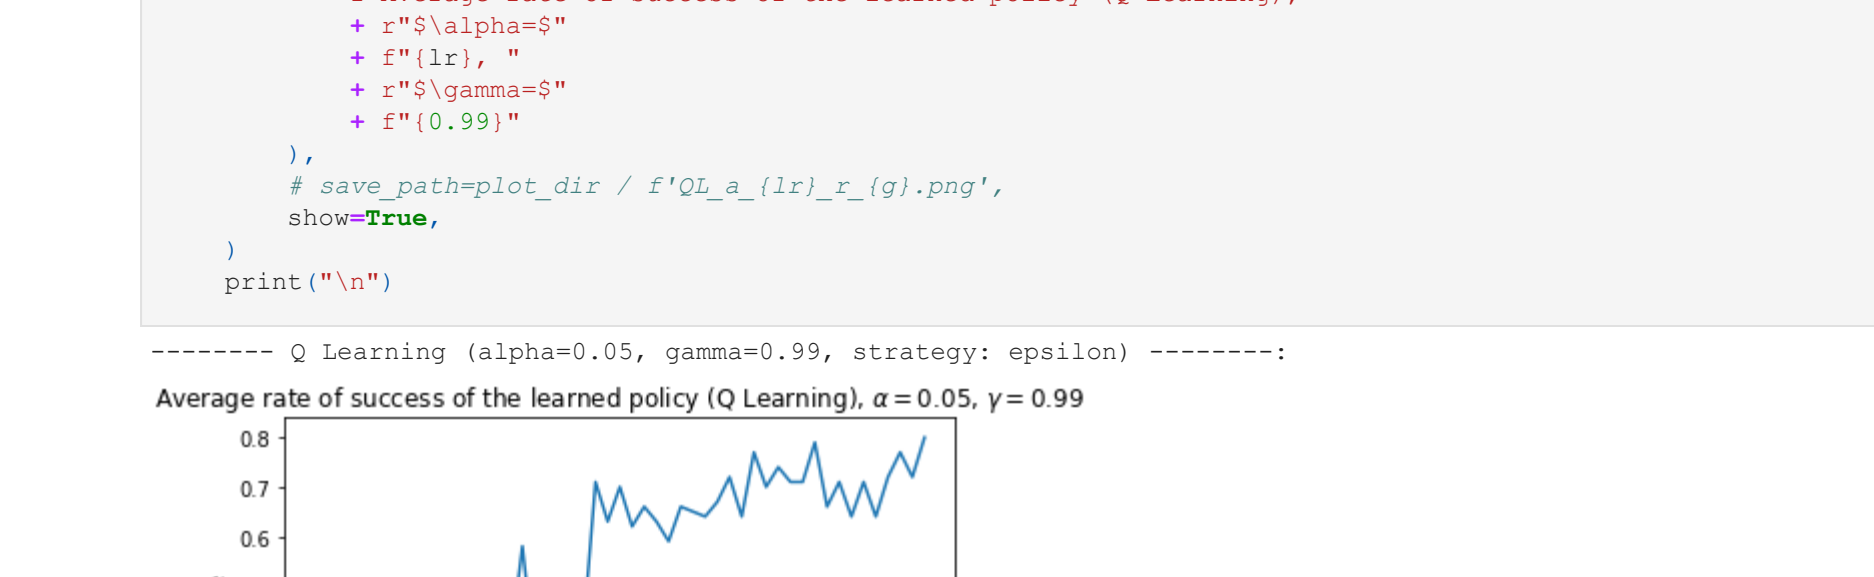 + r"$\alpha=$"
+ f"{lr}, "
+ r"$\gamma=$"
+ f"{0.99}"
),
# save_path=plot_dir / f'QL_a_{lr}_r_{g}.png',
show=True,
)
print("\n")
-------- Q Learning (alpha=0.05, gamma=0.99, strategy: epsilon) --------:
Average rate of success of the learned policy (Q Learning), α = 0.05, γ = 0.99
0.8
0.7
0.6